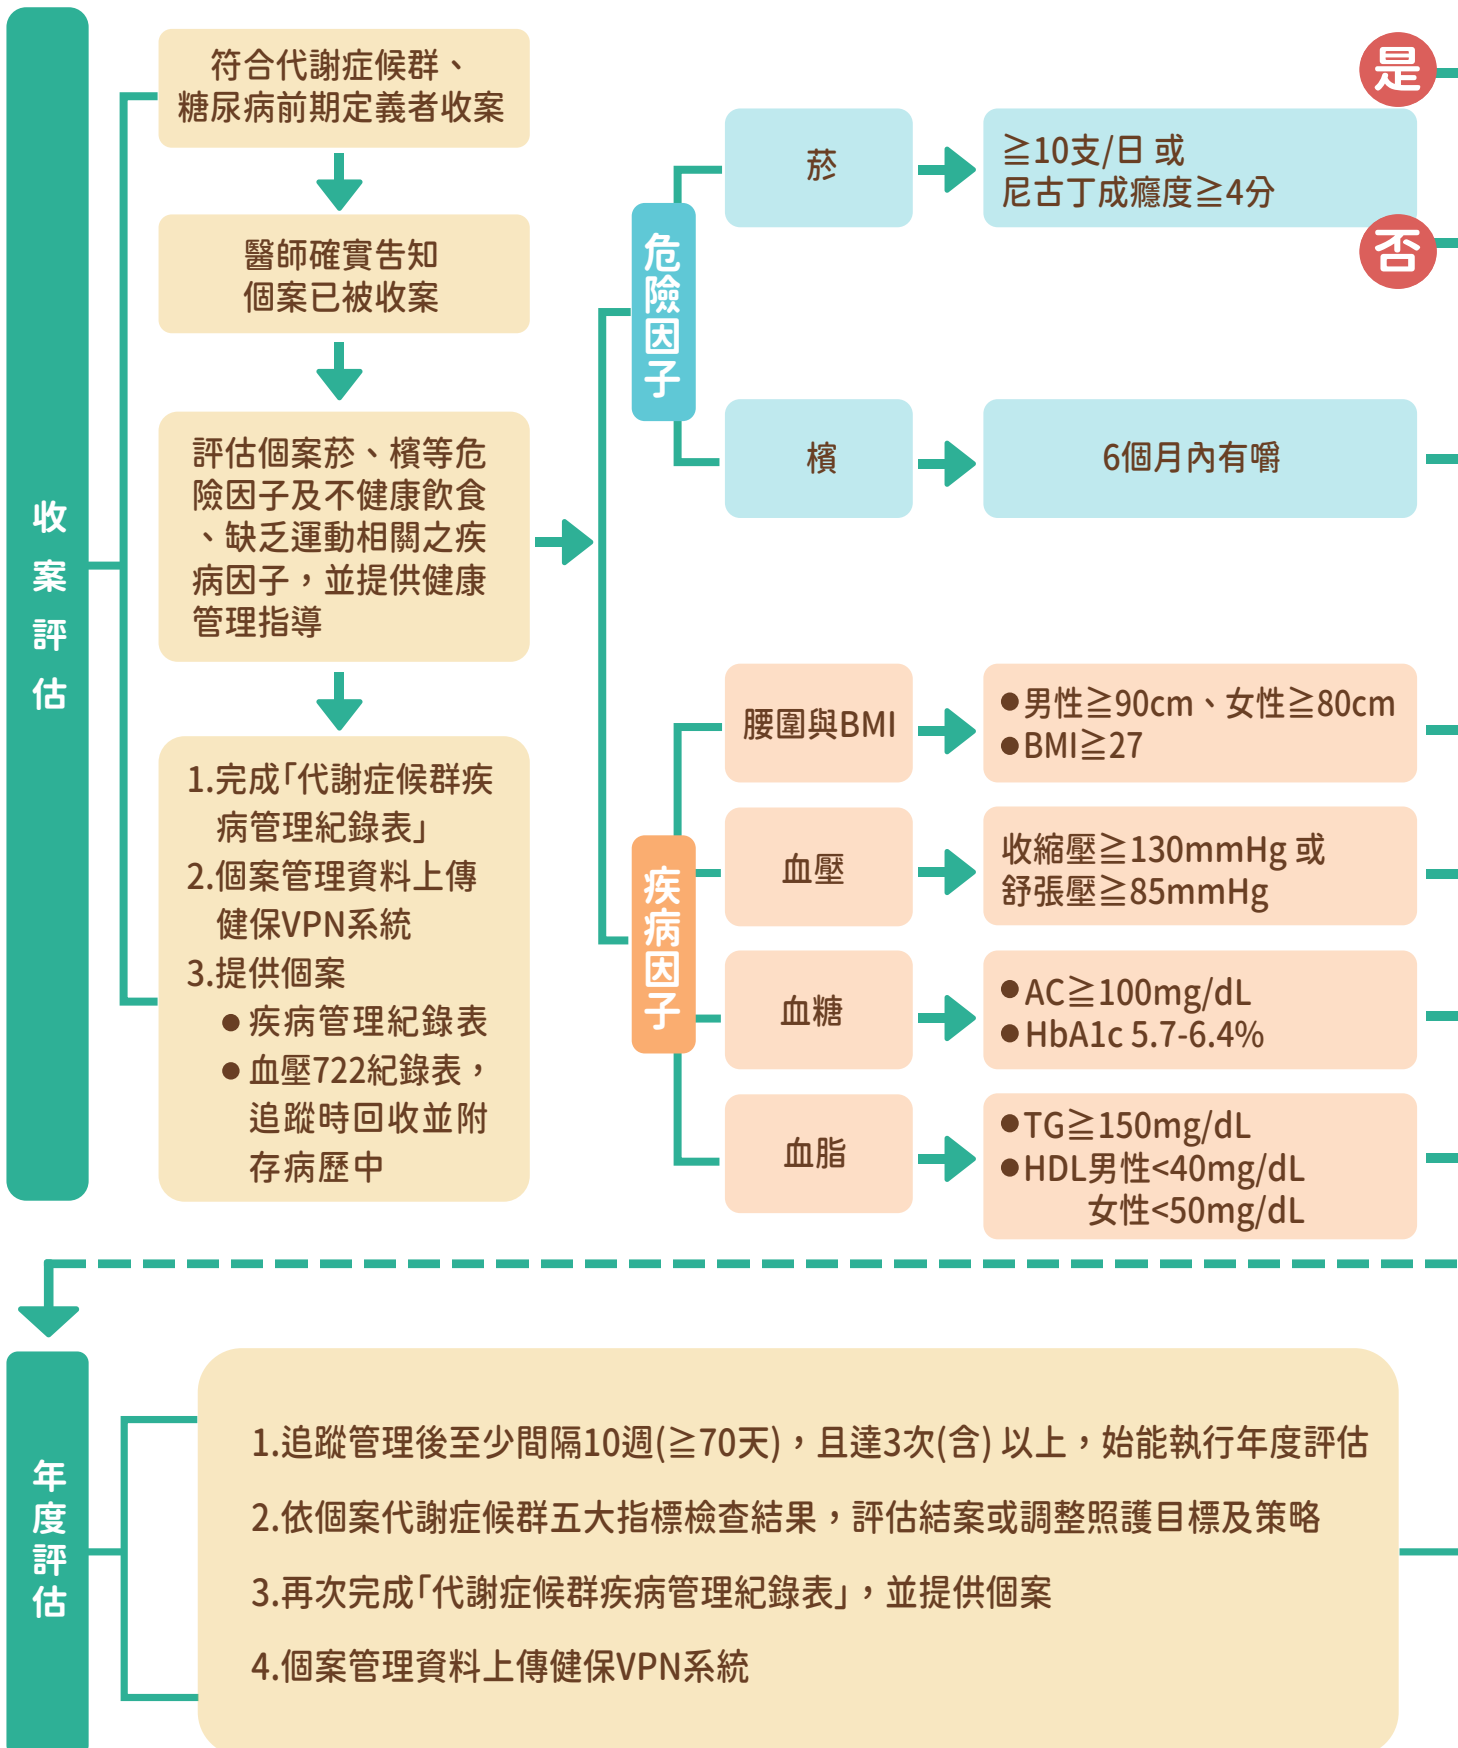 收案評估
符合代謝症候群、
糖尿病前期定義者收案
醫師確實告知
個案已被收案
評估個案菸、檳等危
險因子及不健康飲食
、缺乏運動相關之疾
病因子，並提供健康
管理指導
1.完成「代謝症候群疾
病管理紀錄表」
2.個案管理資料上傳
健保VPN系統
3.提供個案
● 疾病管理紀錄表
● 血壓722紀錄表，
追蹤時回收並附
存病歷中
危險因子
菸
≧10支/日 或
尼古丁成癮度≧4分
是
否
檳
6個月內有嚼
疾病因子
腰圍與BMI
●男性≧90cm、女性≧80cm
●BMI≧27
血壓
收縮壓≧130mmHg 或
舒張壓≧85mmHg
血糖
●AC≧100mg/dL
●HbA1c 5.7-6.4%
血脂
●TG≧150mg/dL
●HDL男性<40mg/dL
女性<50mg/dL
年度評估
1.追蹤管理後至少間隔10週(≧70天)，且達3次(含) 以上，始能執行年度評估
2.依個案代謝症候群五大指標檢查結果，評估結案或調整照護目標及策略
3.再次完成「代謝症候群疾病管理紀錄表」，並提供個案
4.個案管理資料上傳健保VPN系統